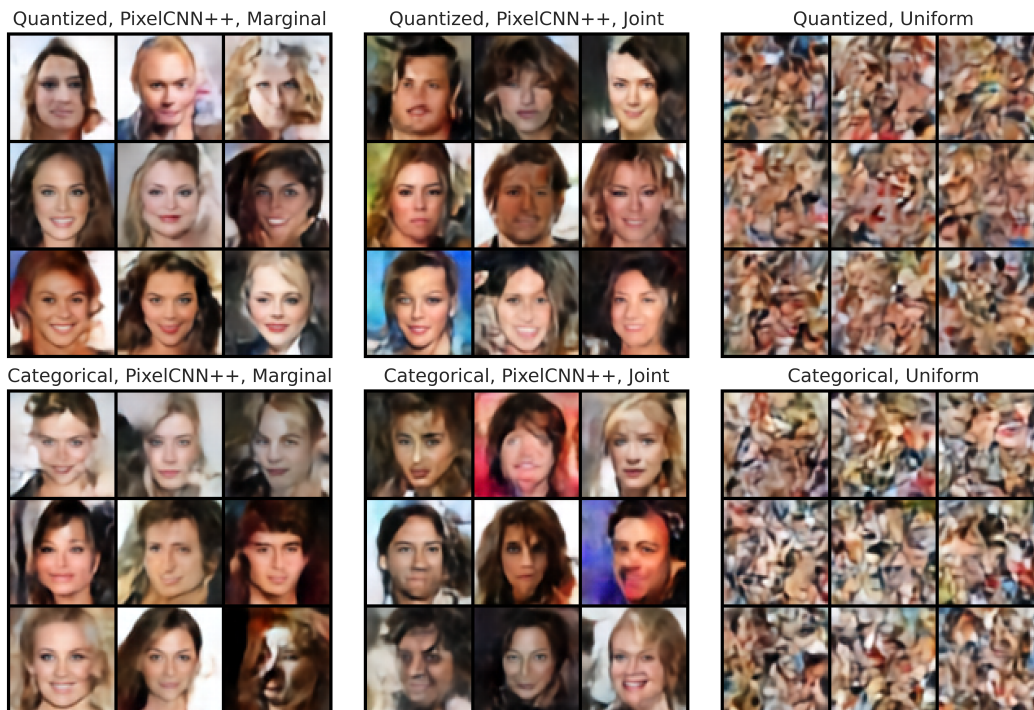 Quantized, PixelCNN++, Marginal
Quantized, PixelCNN++, Joint
Quantized, Uniform
Categorical, PixelCNN++, Marginal
Categorical, PixelCNN++, Joint
Categorical, Uniform